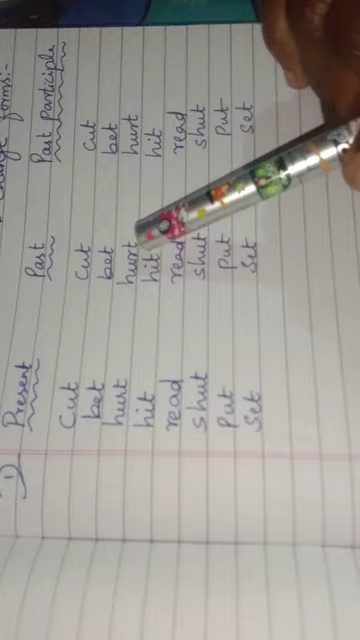 change forms:-
1) Present Past Past participle
Cut Cut Cut
bet bet bet
hurt hurt hurt
hit hit hit
read read read
shut shut shut
Put Put Put
Set Set Set